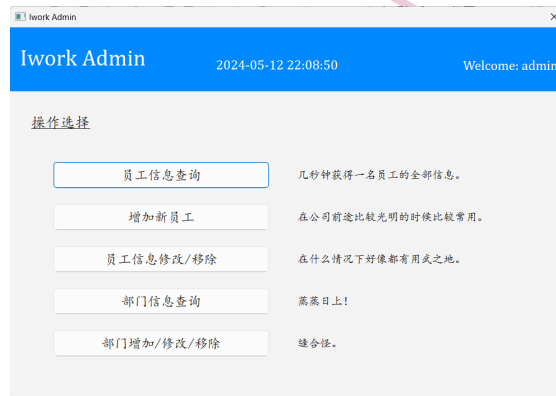 Iwork Admin
Iwork Admin 2024-05-12 22:08:50 Welcome: admin
操作选择
员工信息查询 几秒钟获得一名员工的全部信息。
增加新员工 在公司前途比较光明的时候比较常用。
员工信息修改/移除 在什么情况下好像都有用武之地。
部门信息查询 蒸蒸日上!
部门增加/修改/移除 缝合怪。